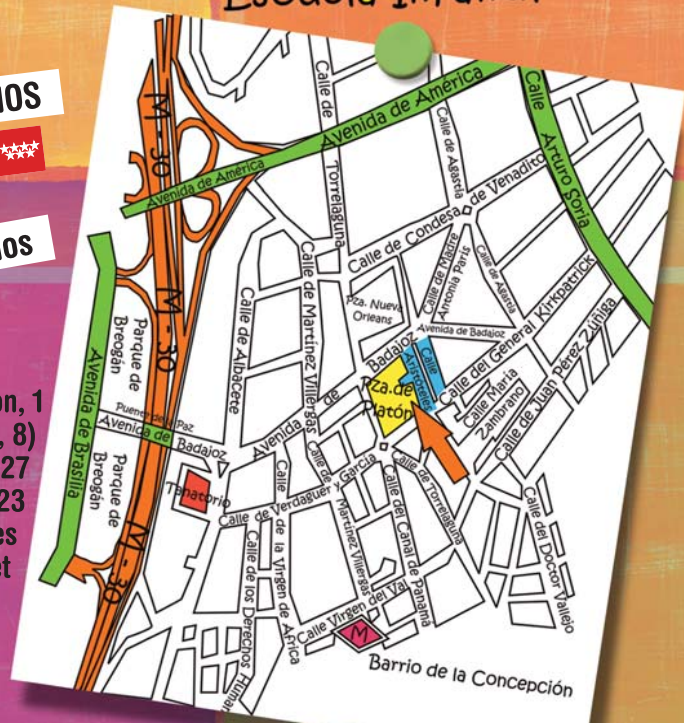 Escuela Infantil
IOS
ios
on, 1
, 8)
27
23
es
et
M-30
Avenida de América
Avenida de América
Calle de
Torrelaguna
Calle de Agastia
Calle
Arturo Soria
Calle de Condesa de Venadito
Calle de Madre
Antonia París
Calle de Agastia
Calle de Martínez Villergas
Calle de Albacete
Pza. Nueva
Orleans
Avenida de Badajoz
Calle del General Kirkpatrick
M-30
Parque de
Breogán
Avenida de Brasilia
Puente de la Paz
Avenida de Badajoz
Avenida de Badajoz
Calle
Aristóteles
Pza. de
Platón
Calle María
Zambrano
Calle de Juan Pérez Zúñiga
Parque de
Breogán
Tanatorio
Calle de Verdaguer y García
Calle de Torrelaguna
Calle de la Virgen de África
Calle de Martínez Villergas
Calle del Canal de Panamá
Calle del Doctor Vallejo
Calle de los Derechos Human
M-30
Calle Virgen del Val
M
Barrio de la Concepción